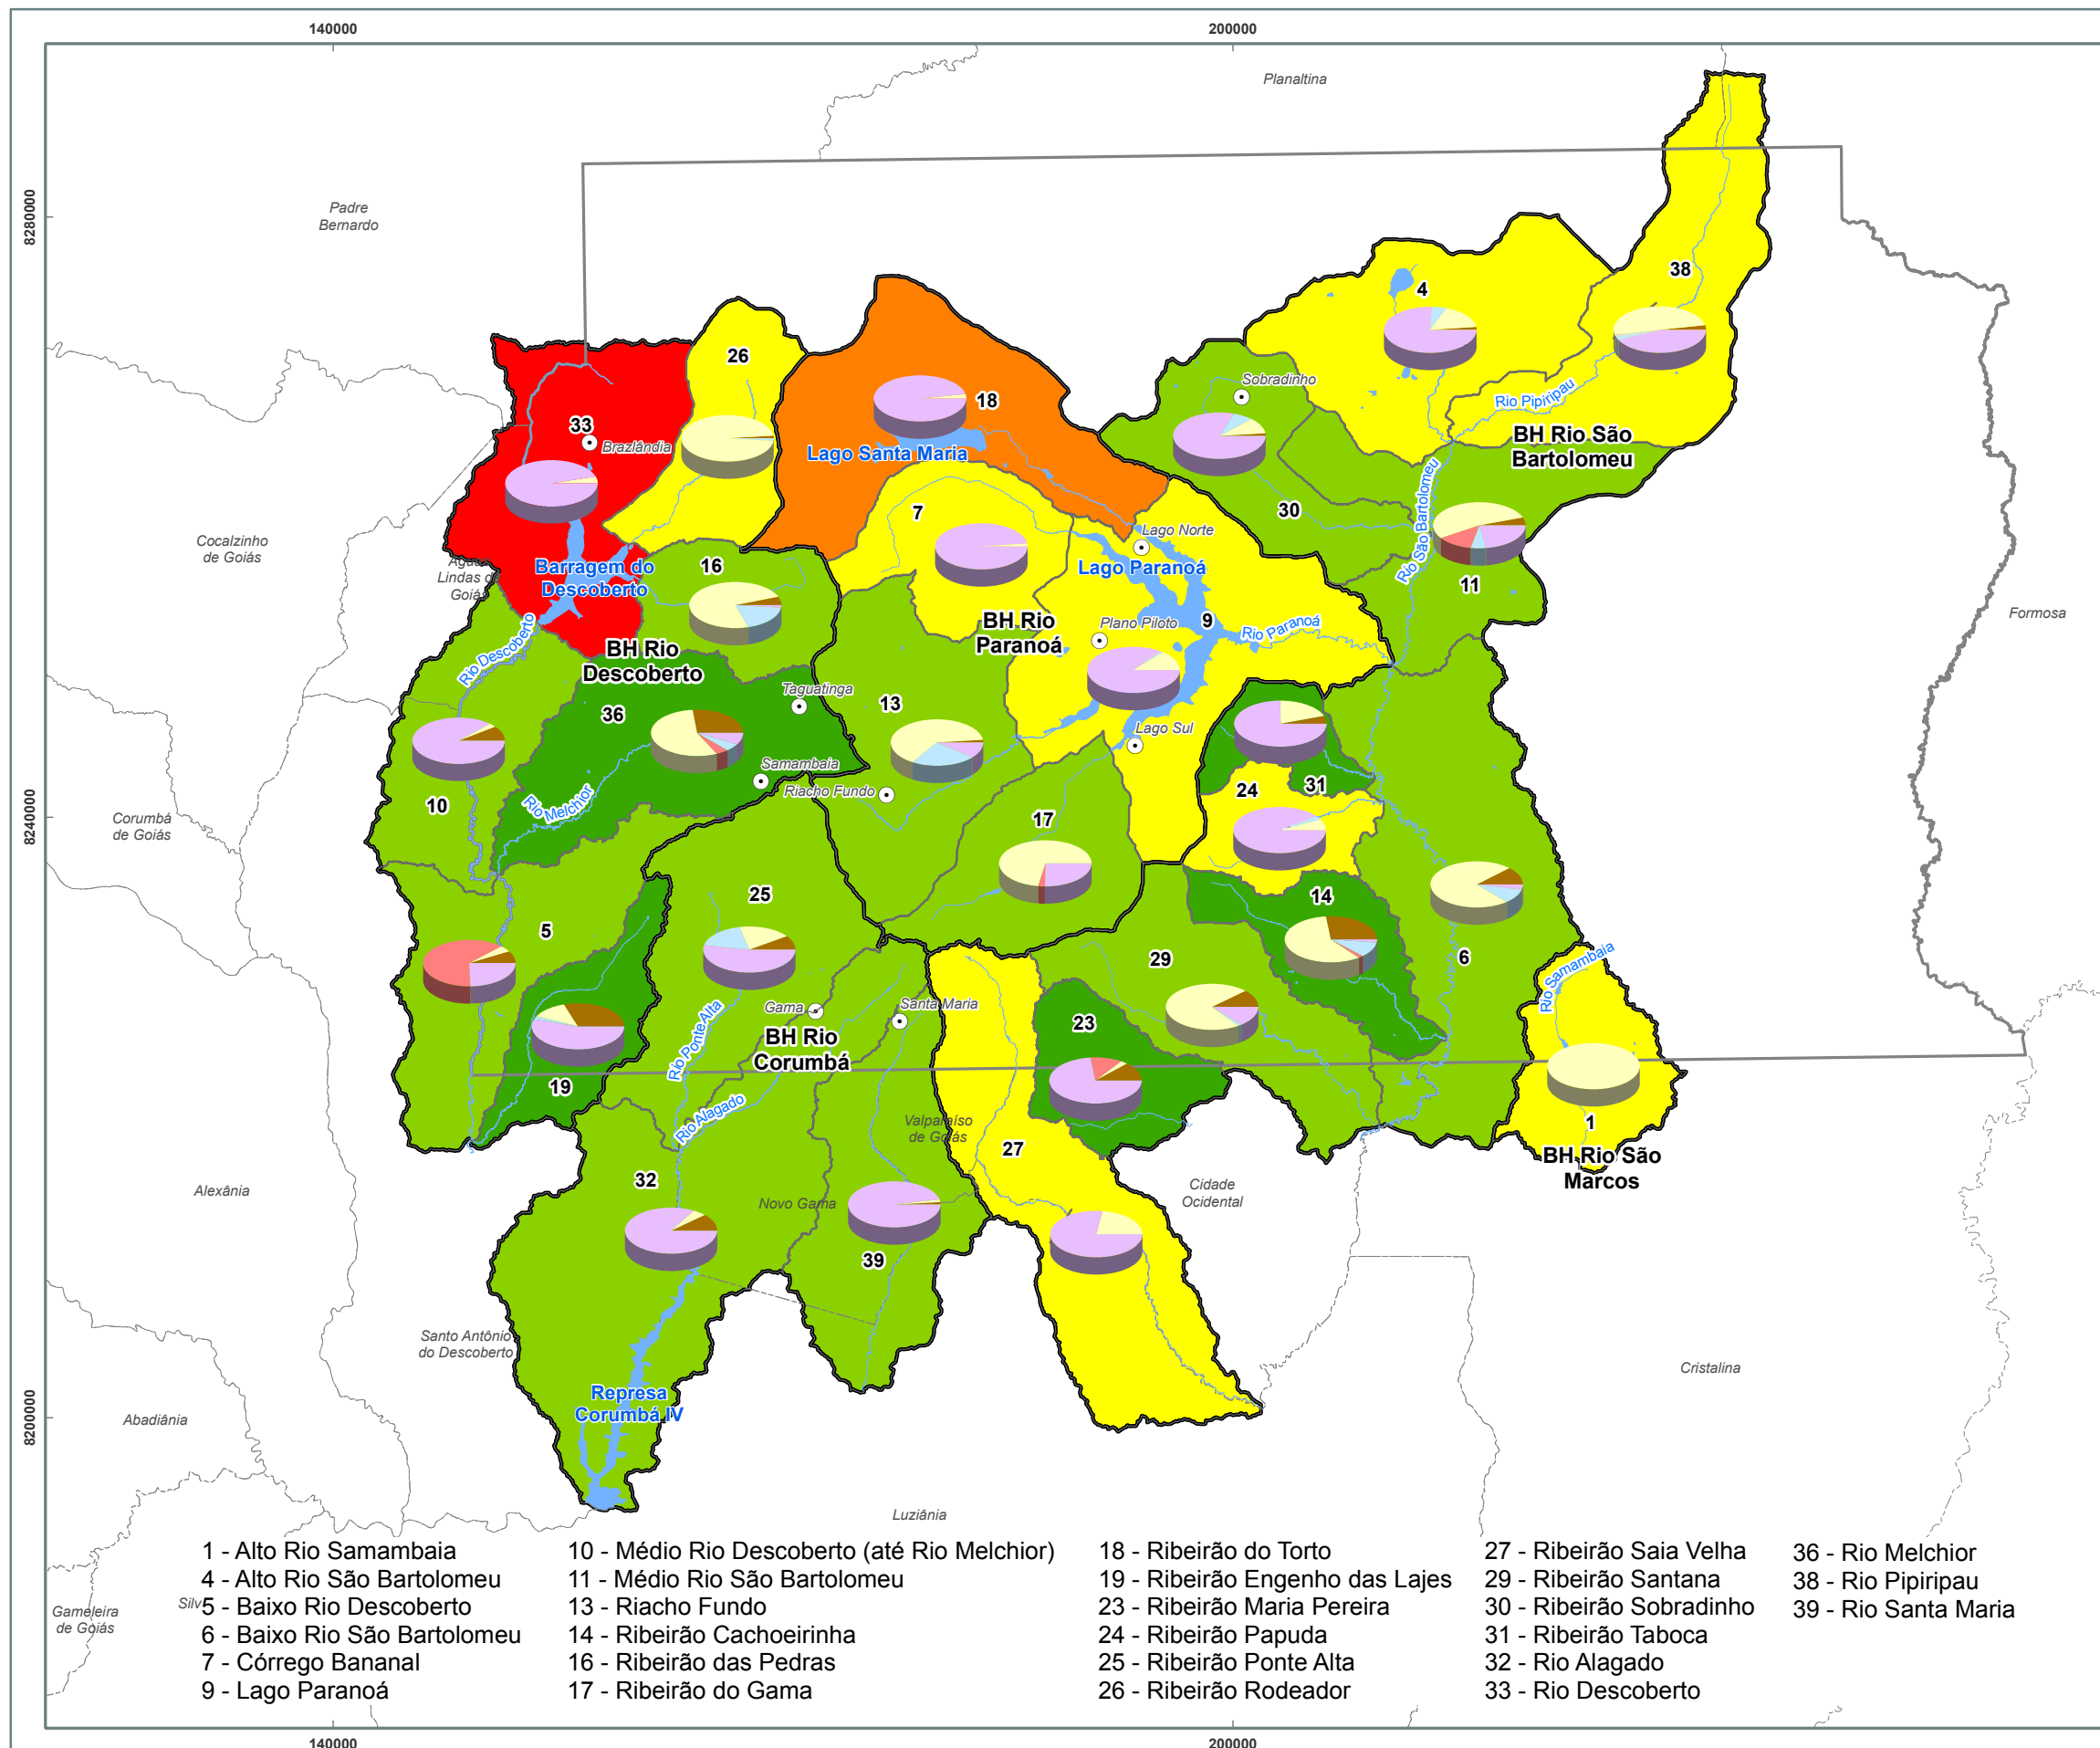 140000
200000
Planaltina
8280000
Padre
Bernardo
38
4
26
Sobradinho
18
33
Brazlândia
Lago Santa Maria
Rio Pipiripau
BH Rio São
Bartolomeu
7
30
Lago Norte
Rio São Bartolomeu
Cocalzinho
de Goiás
Águas
Lindas de
Goiás
Barragem do
Descoberto
16
Lago Paranoá
11
Formosa
BH Rio
Paranoá
Plano Piloto
9
Rio Paranoá
Rio Descoberto
BH Rio
Descoberto
Taguatinga
36
13
Lago Sul
Samambaia
Riacho Fundo
24
31
10
Rio Melchior
17
8240000
Corumbá
de Goiás
25
14
5
29
6
Rio Samambaia
Gama
Santa Maria
23
BH Rio
Corumbá
Rio Ponte Alta
19
Rio Alagado
Valparaíso
de Goiás
27
1
BH Rio São
Marcos
Alexânia
32
Novo Gama
Cidade
Ocidental
39
Santo Antônio
do Descoberto
Cristalina
Represa
Corumbá IV
8200000
Abadiânia
Luziânia
Gameleira
de Goiás
Silv
1 - Alto Rio Samambaia
4 - Alto Rio São Bartolomeu
5 - Baixo Rio Descoberto
6 - Baixo Rio São Bartolomeu
7 - Córrego Bananal
9 - Lago Paranoá
10 - Médio Rio Descoberto (até Rio Melchior)
11 - Médio Rio São Bartolomeu
13 - Riacho Fundo
14 - Ribeirão Cachoeirinha
16 - Ribeirão das Pedras
17 - Ribeirão do Gama
18 - Ribeirão do Torto
19 - Ribeirão Engenho das Lajes
23 - Ribeirão Maria Pereira
24 - Ribeirão Papuda
25 - Ribeirão Ponte Alta
26 - Ribeirão Rodeador
27 - Ribeirão Saia Velha
29 - Ribeirão Santana
30 - Ribeirão Sobradinho
31 - Ribeirão Taboca
32 - Rio Alagado
33 - Rio Descoberto
36 - Rio Melchior
38 - Rio Pipiripau
39 - Rio Santa Maria
140000
200000